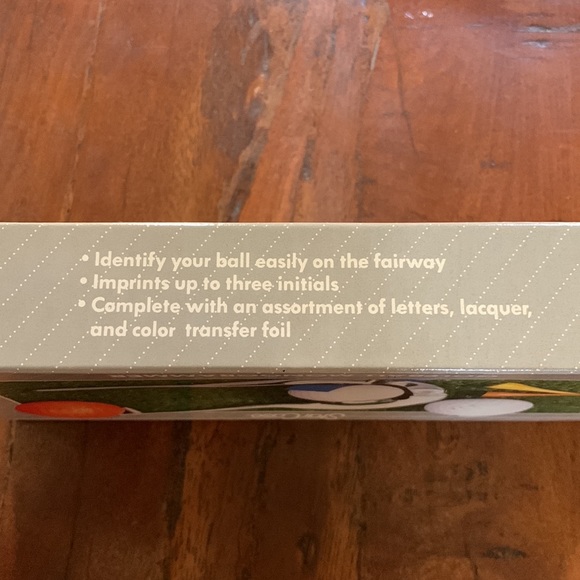 • Identify your ball easily on the fairway
• Imprints up to three initials
• Complete with an assortment of letters, lacquer,
and color transfer foil